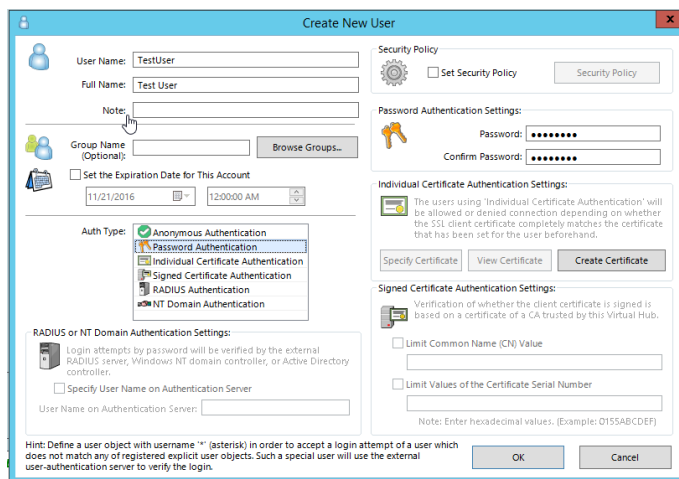 Create New User
x
User Name:
TestUser
Full Name:
Test User
Note:
Group Name
(Optional):
Browse Groups...
Set the Expiration Date for This Account
11/21/2016
12:00:00 AM
Auth Type:
Anonymous Authentication
Password Authentication
Individual Certificate Authentication
Signed Certificate Authentication
RADIUS Authentication
NT Domain Authentication
RADIUS or NT Domain Authentication Settings:
Login attempts by password will be verified by the external
RADIUS server, Windows NT domain controller, or Active Directory
controller.
Specify User Name on Authentication Server
User Name on Authentication Server:
Hint: Define a user object with username '*' (asterisk) in order to accept a login attempt of a user which
does not match any of registered explicit user objects. Such a special user will use the external
user-authentication server to verify the login.
Security Policy
Set Security Policy
Security Policy
Password Authentication Settings:
Password:
●●●●●●●●
Confirm Password:
●●●●●●●●
Individual Certificate Authentication Settings:
The users using 'Individual Certificate Authentication' will
be allowed or denied connection depending on whether
the SSL client certificate completely matches the certificate
that has been set for the user beforehand.
Specify Certificate
View Certificate
Create Certificate
Signed Certificate Authentication Settings:
Verification of whether the client certificate is signed is
based on a certificate of a CA trusted by this Virtual Hub.
Limit Common Name (CN) Value
Limit Values of the Certificate Serial Number
Note: Enter hexadecimal values. (Example: 0155ABCDEF)
OK
Cancel